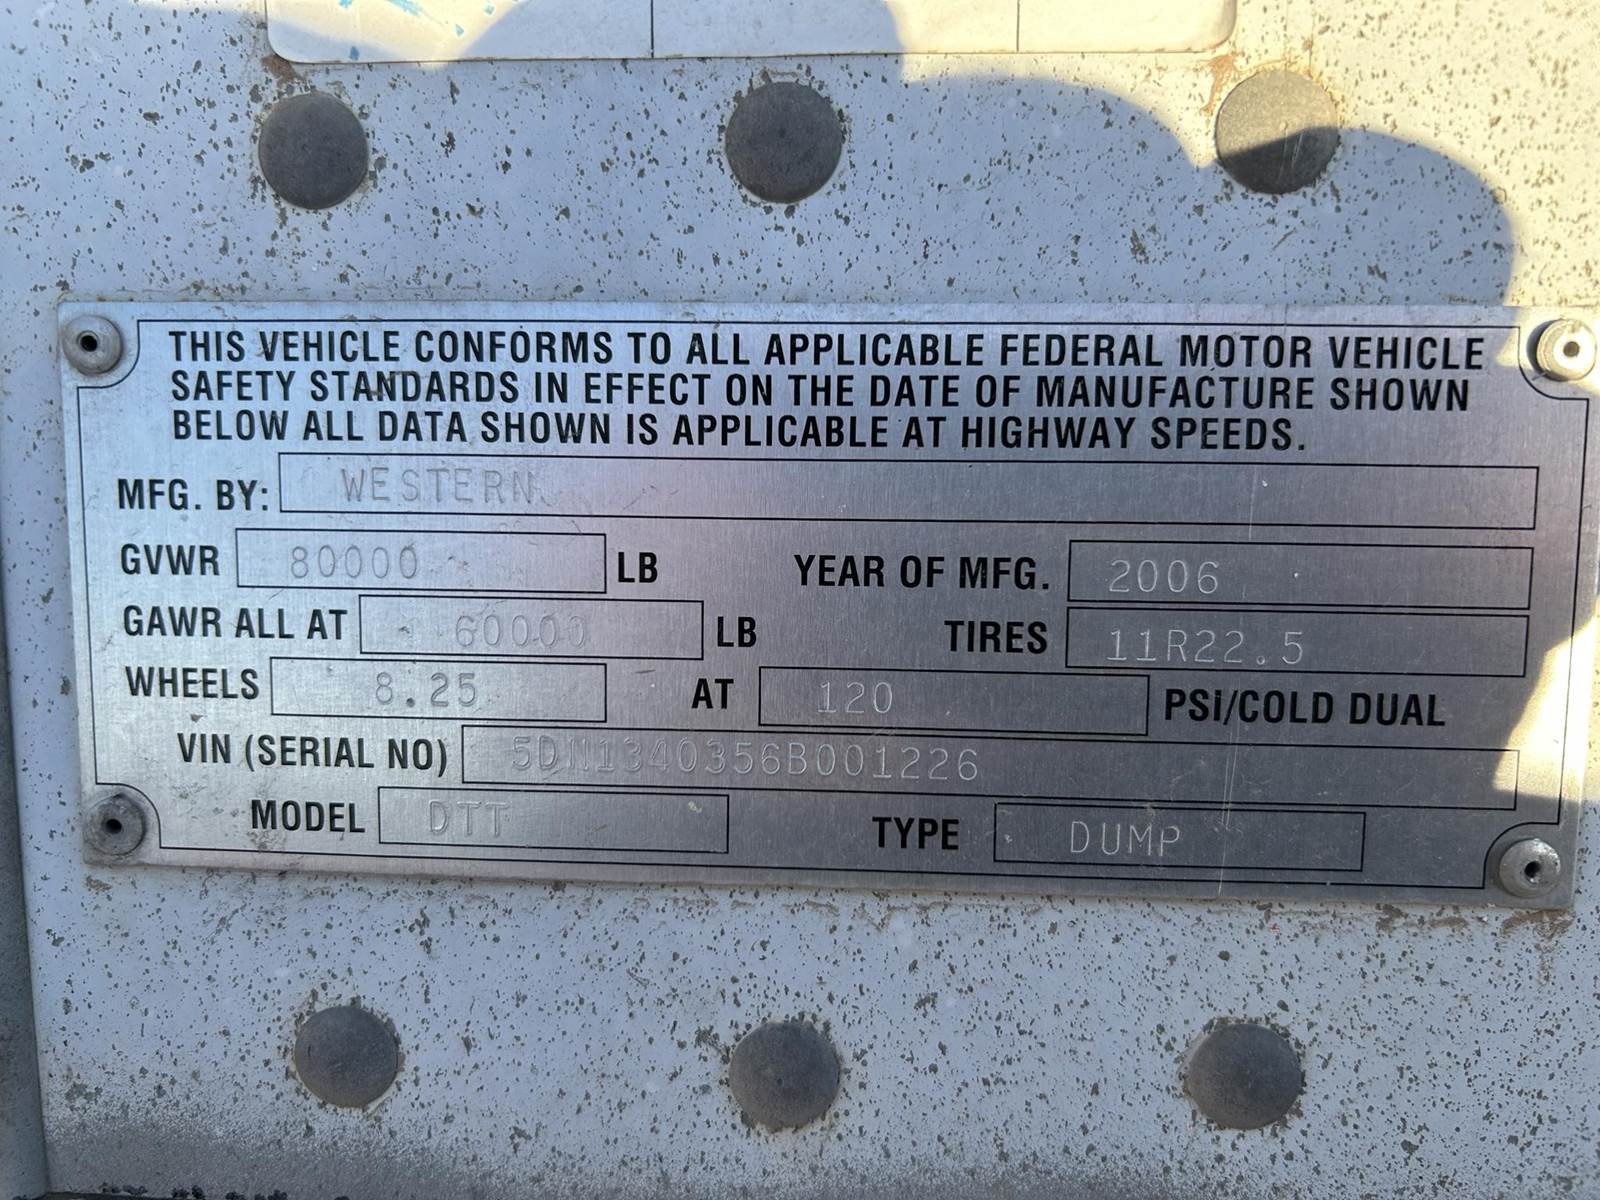 THIS VEHICLE CONFORMS TO ALL APPLICABLE FEDERAL MOTOR VEHICLE
SAFETY STANDARDS IN EFFECT ON THE DATE OF MANUFACTURE SHOWN
BELOW ALL DATA SHOWN IS APPLICABLE AT HIGHWAY SPEEDS.
MFG. BY: WESTERN
GVWR 80000 LB YEAR OF MFG. 2006
GAWR ALL AT 60000 LB TIRES 11R22.5
WHEELS 8.25 AT 120 PSI/COLD DUAL
VIN (SERIAL NO) 5DN1340356B001226
MODEL DTT TYPE DUMP